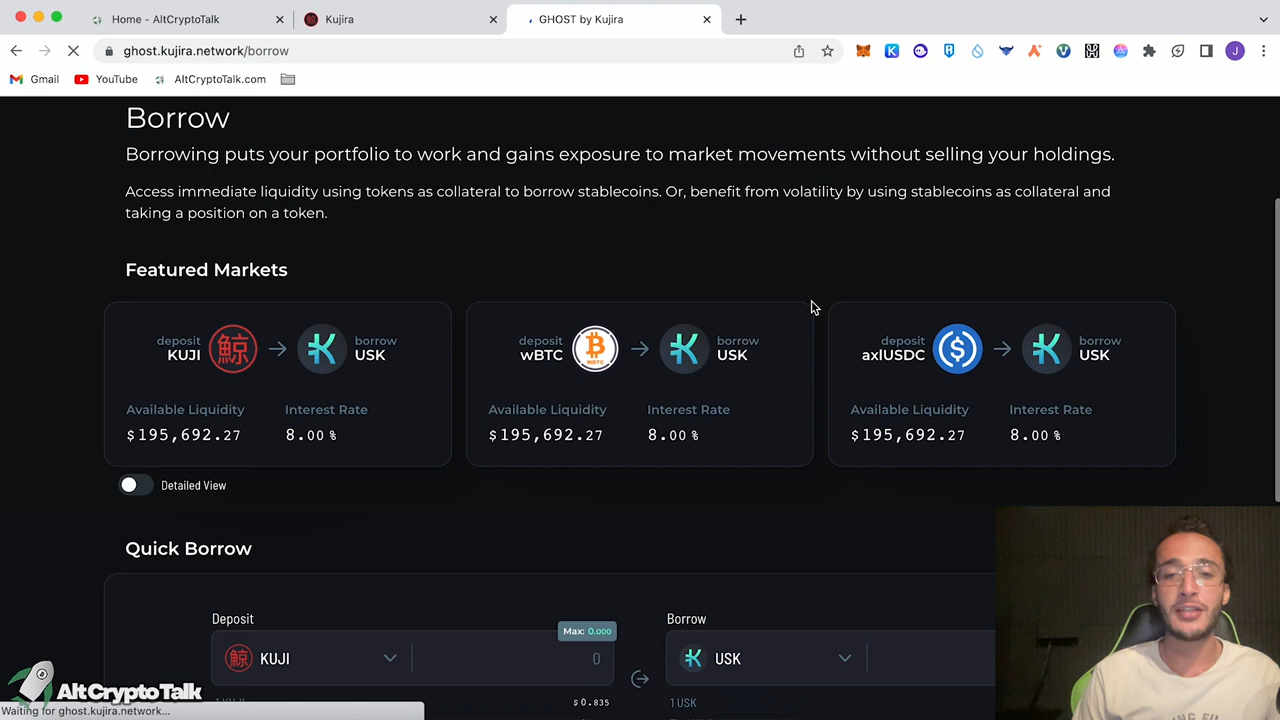 Home - AltCryptoTalk
Kujira
GHOST by Kujira
ghost.kujira.network/borrow
J
Gmail
YouTube
AltCryptoTalk.com
Borrow
Borrowing puts your portfolio to work and gains exposure to market movements without selling your holdings.
Access immediate liquidity using tokens as collateral to borrow stablecoins. Or, benefit from volatility by using stablecoins as collateral and
taking a position on a token.
Featured Markets
deposit
KUJI
鯨
borrow
USK
Available Liquidity
Interest Rate
$195,692.27
8.00 %
deposit
wBTC
WBTC
borrow
USK
Available Liquidity
Interest Rate
$195,692.27
8.00 %
deposit
axlUSDC
borrow
USK
Available Liquidity
Interest Rate
$195,692.27
8.00 %
Detailed View
Quick Borrow
Deposit
Max: 0.000
鯨 KUJI
0
$0.835
Borrow
USK
1 USK
AltCryptoTalk
Waiting for ghost.kujira.network...